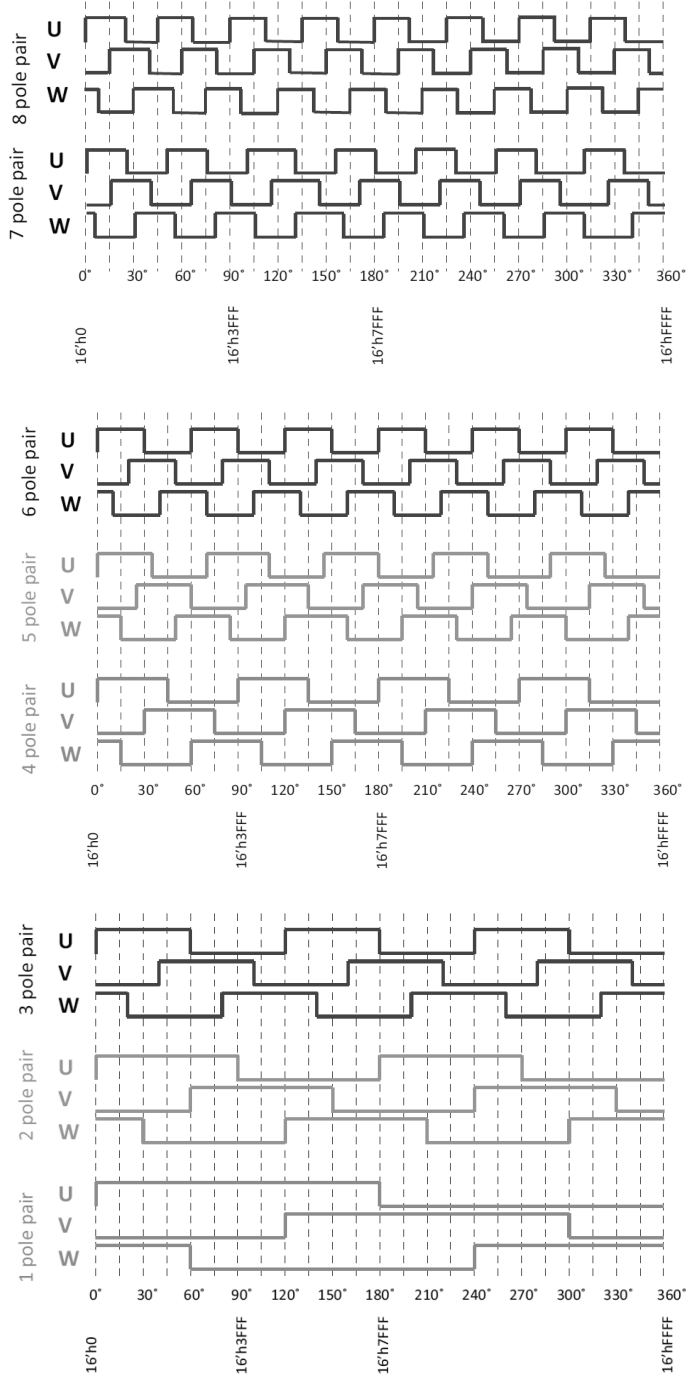 8 pole pair
U
V
W
7 pole pair
U
V
W
0° 30° 60° 90° 120° 150° 180° 210° 240° 270° 300° 330° 360°
16'h0 16'h3FFF 16'h7FFF 16'hFFFF
6 pole pair
U
V
W
5 pole pair
U
V
W
4 pole pair
U
V
W
0° 30° 60° 90° 120° 150° 180° 210° 240° 270° 300° 330° 360°
16'h0 16'h3FFF 16'h7FFF 16'hFFFF
3 pole pair
U
V
W
2 pole pair
U
V
W
1 pole pair
U
V
W
0° 30° 60° 90° 120° 150° 180° 210° 240° 270° 300° 330° 360°
16'h0 16'h3FFF 16'h7FFF 16'hFFFF